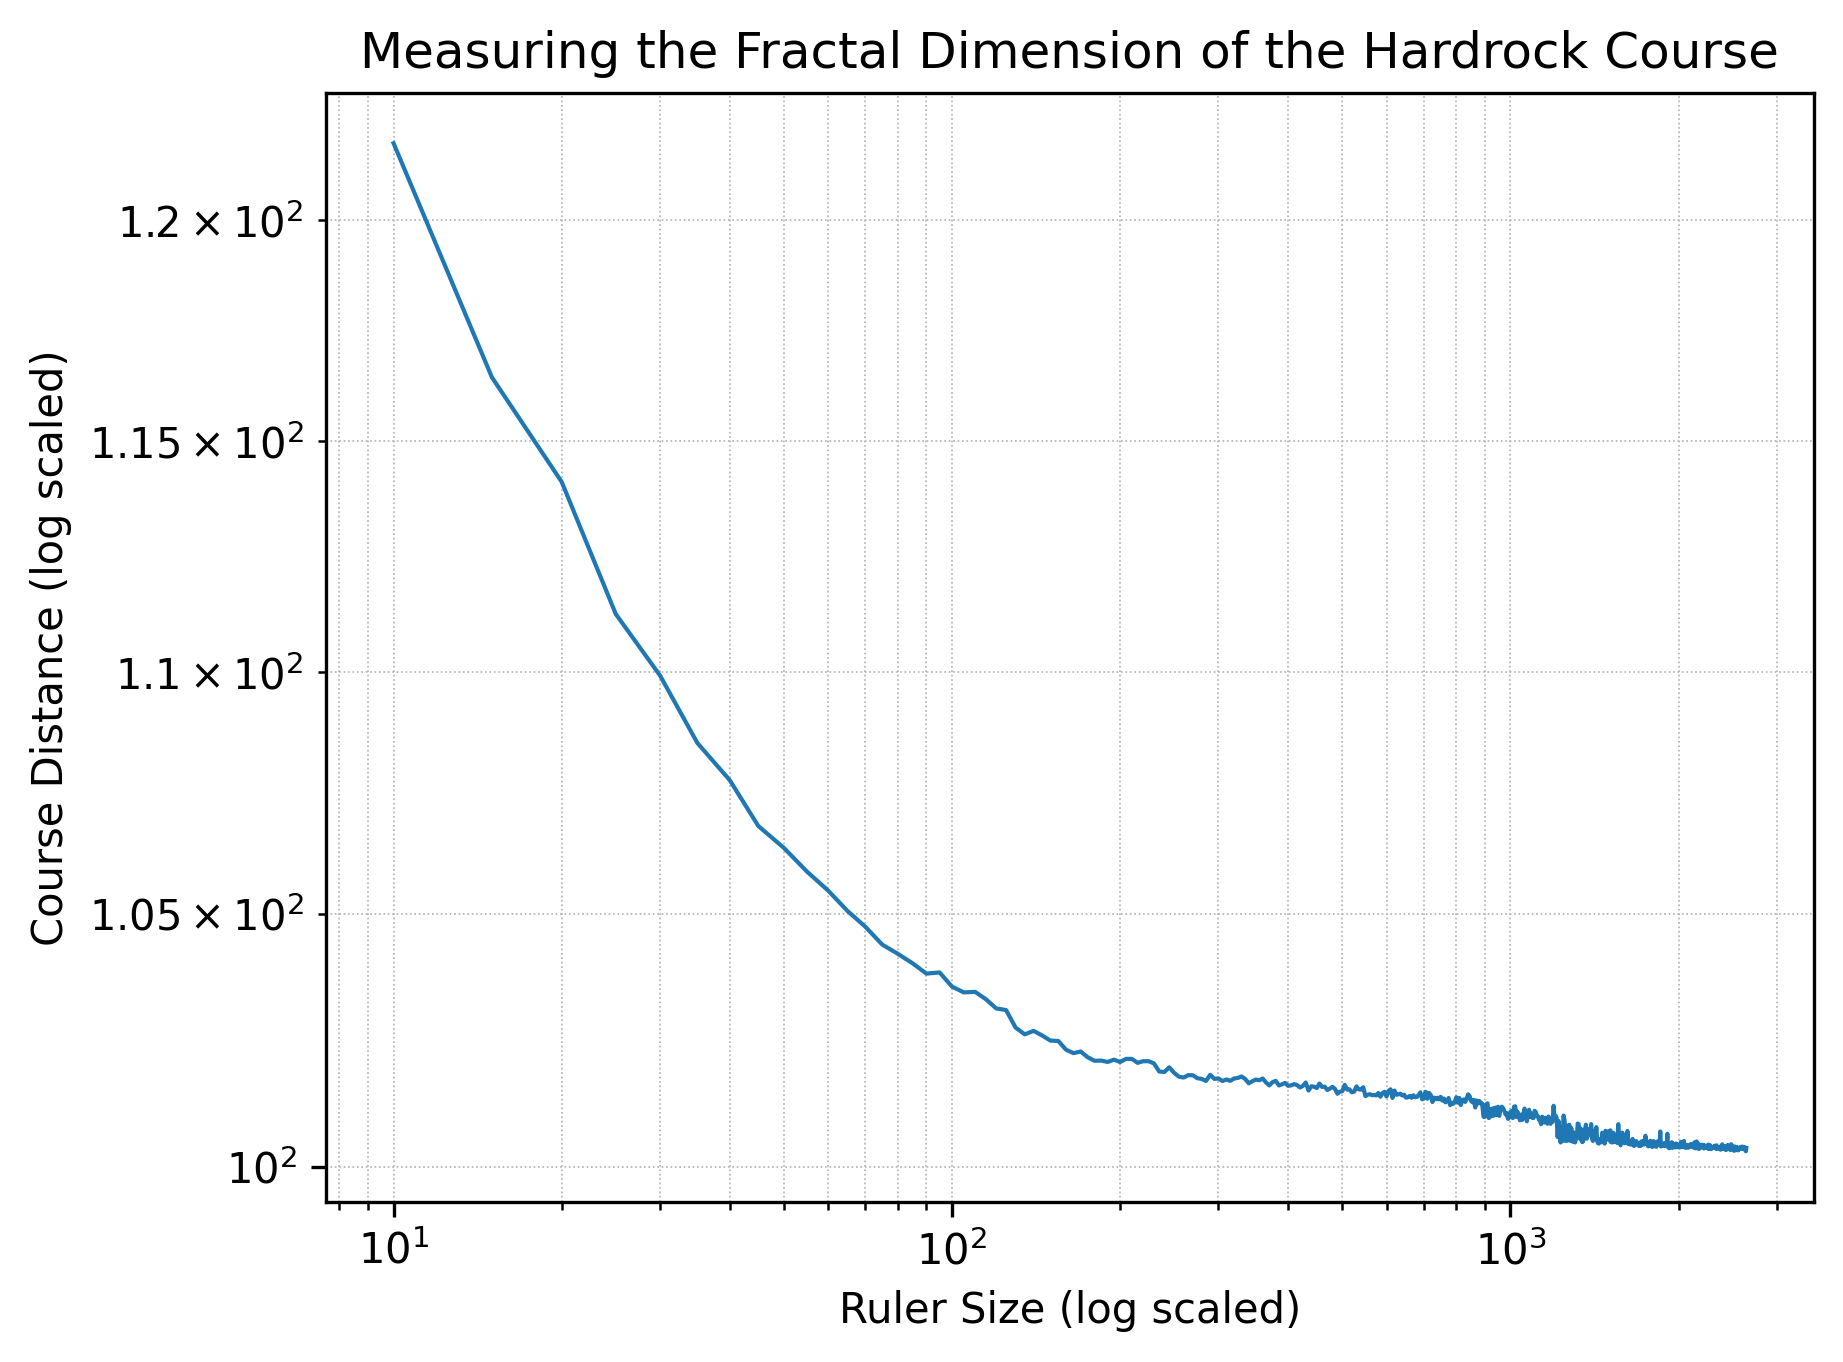 Measuring the Fractal Dimension of the Hardrock Course
Course Distance (log scaled)
1.2 × 10²
1.15 × 10²
1.1 × 10²
1.05 × 10²
10²
10¹ 10² 10³
Ruler Size (log scaled)